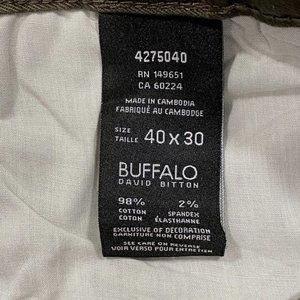 4275040
RN 149651
CA 60224
MADE IN CAMBODIA
FABRIQUÉ AU CAMBODGE
SIZE
TAILLE 40 x 30
BUFFALO
DAVID BITTON
98% 2%
COTTON SPANDEX
COTON ÉLASTHANNE
EXCLUSIVE OF DECORATION
GARNITURE NON COMPRISE
SEE CARE ON REVERSE
VOIR VERSO POUR ENTRETIEN